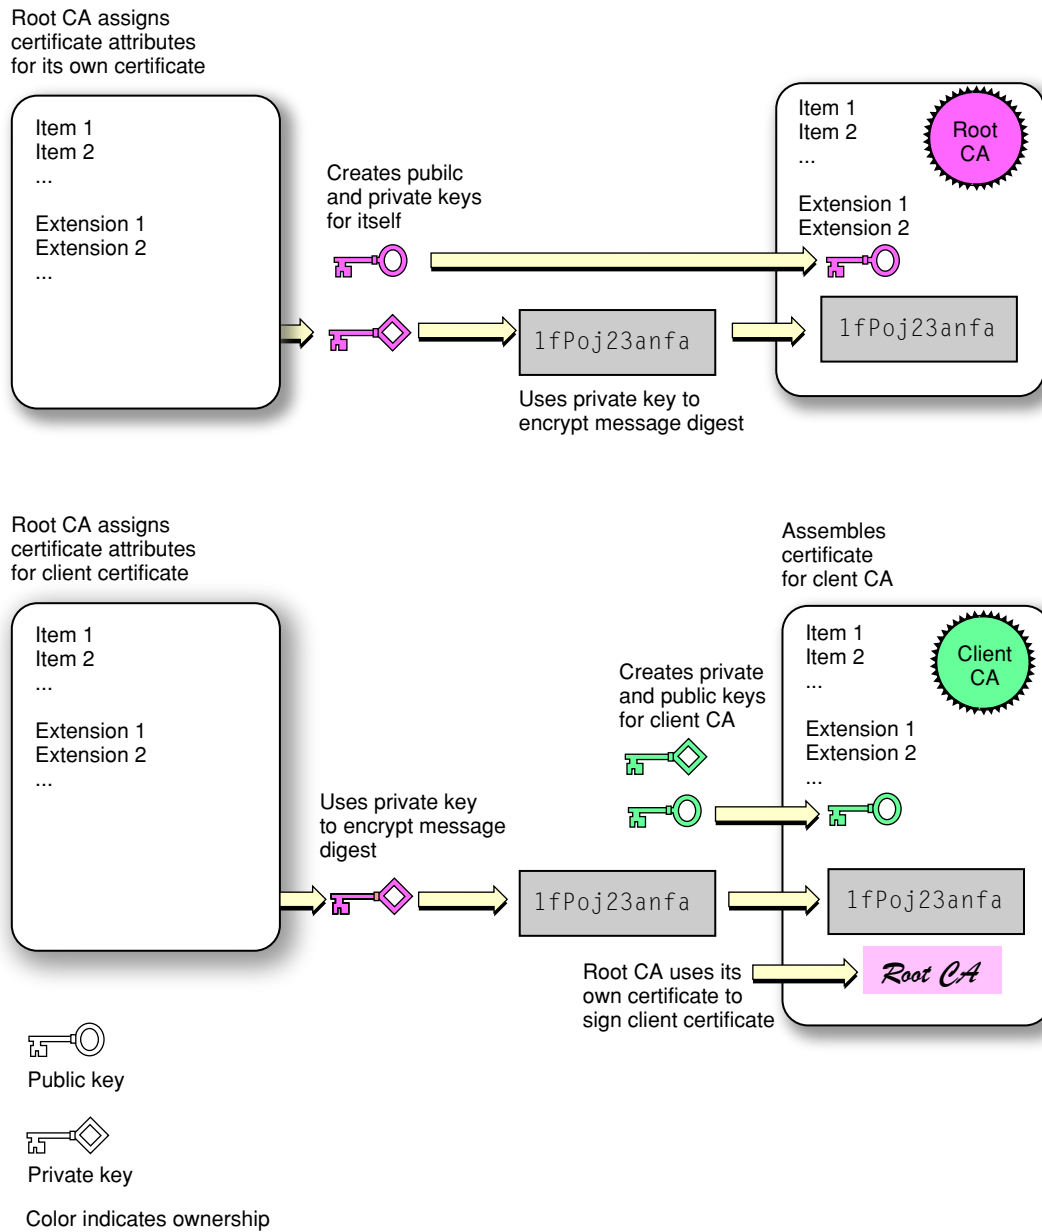 Root CA assigns
certificate attributes
for its own certificate
Item 1
Item 2
...
Extension 1
Extension 2
...
Creates pubilc
and private keys
for itself
1fPoj23anfa
Uses private key to
encrypt message digest
Item 1
Item 2
...
Root
CA
Extension 1
Extension 2
1fPoj23anfa
Root CA assigns
certificate attributes
for client certificate
Item 1
Item 2
...
Extension 1
Extension 2
...
Uses private key
to encrypt message
digest
1fPoj23anfa
Creates private
and public keys
for client CA
Assembles
certificate
for clent CA
Item 1
Item 2
...
Client
CA
Extension 1
Extension 2
...
1fPoj23anfa
Root CA uses its
own certificate to
sign client certificate
Root CA
Public key
Private key
Color indicates ownership